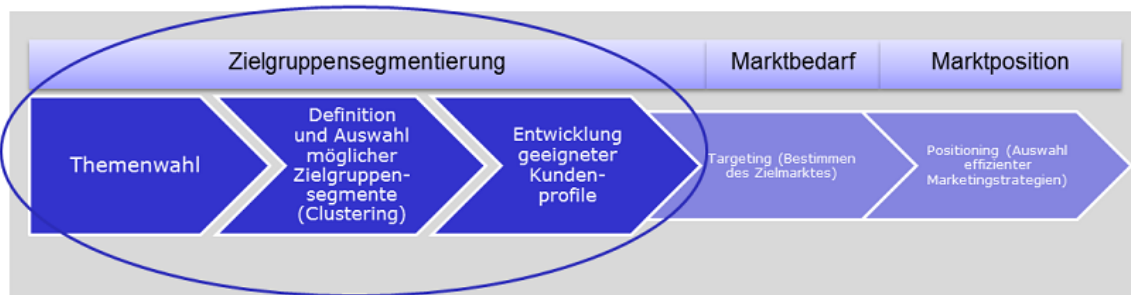 Zielgruppensegmentierung
Marktbedarf
Marktposition
Themenwahl
Definition
und Auswahl
möglicher
Zielgruppen-
segmente
(Clustering)
Entwicklung
geeigneter
Kunden-
profile
Targeting (Bestimmen
des Zielmarktes)
Positioning (Auswahl
effizienter
Marketingstrategien)